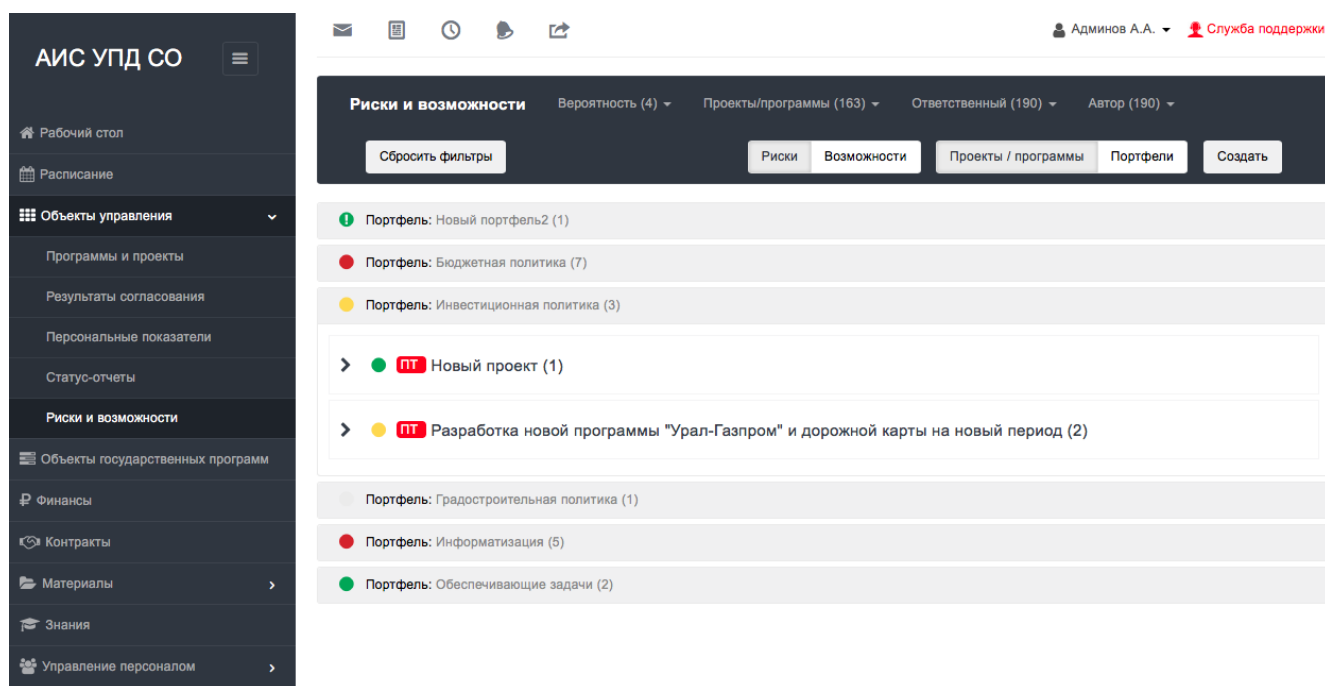 АИС УПД СО
Админов А.А.
Служба поддержки
Рабочий стол
Расписание
Объекты управления
Программы и проекты
Результаты согласования
Персональные показатели
Статус-отчеты
Риски и возможности
Объекты государственных программ
Финансы
Контракты
Материалы
Знания
Управление персоналом
Риски и возможности Вероятность (4) Проекты/программы (163) Ответственный (190) Автор (190)
Сбросить фильтры Риски Возможности Проекты / программы Портфели Создать
Портфель: Новый портфель2 (1)
Портфель: Бюджетная политика (7)
Портфель: Инвестиционная политика (3)
ПТ Новый проект (1)
ПТ Разработка новой программы "Урал-Газпром" и дорожной карты на новый период (2)
Портфель: Градостроительная политика (1)
Портфель: Информатизация (5)
Портфель: Обеспечивающие задачи (2)